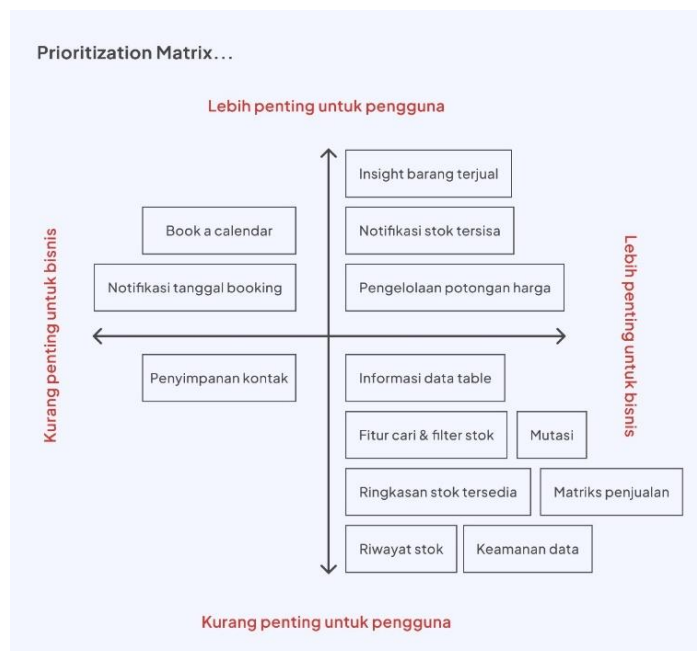 Prioritization Matrix...
Lebih penting untuk pengguna
Insight barang terjual
Book a calendar
Notifikasi stok tersisa
Notifikasi tanggal booking
Pengelolaan potongan harga
Kurang penting untuk bisnis
Lebih penting untuk bisnis
Penyimpanan kontak
Informasi data table
Fitur cari & filter stok
Mutasi
Ringkasan stok tersedia
Matriks penjualan
Riwayat stok
Keamanan data
Kurang penting untuk pengguna